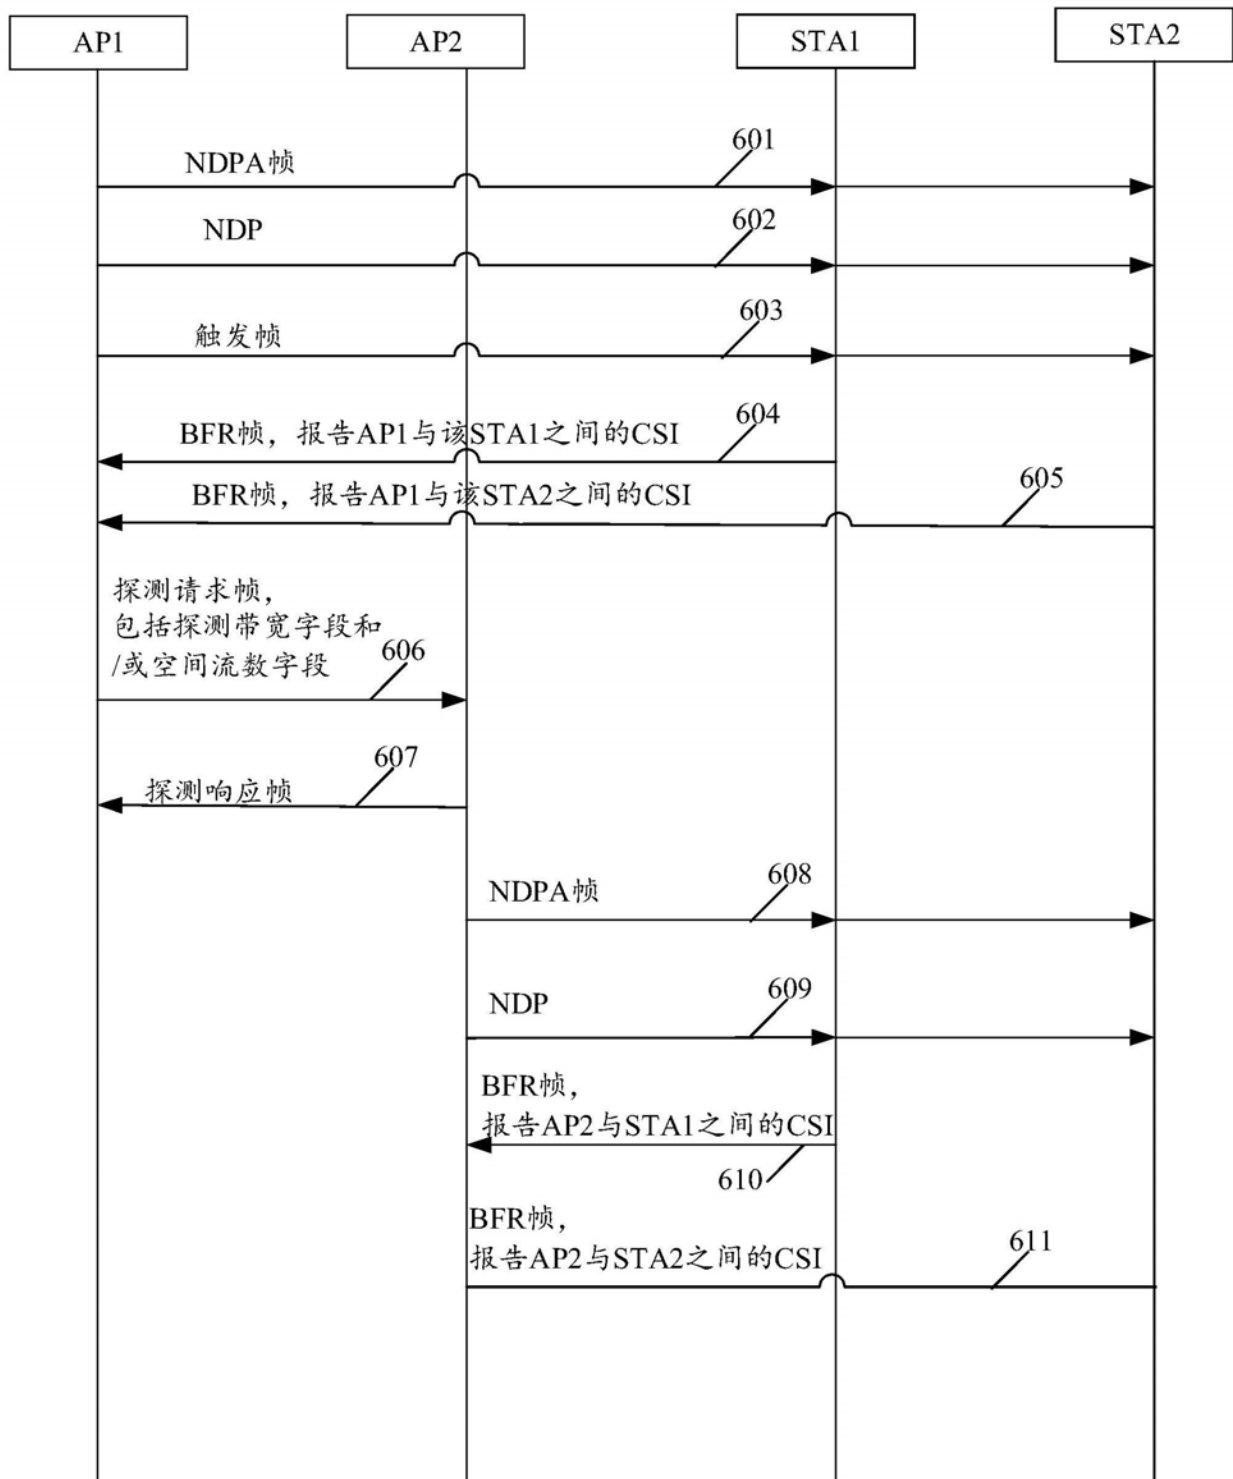 AP1
AP2
STA1
STA2
601
NDPA帧
602
NDP
603
触发帧
604
BFR帧，报告AP1与该STA1之间的CSI
605
BFR帧，报告AP1与该STA2之间的CSI
探测请求帧，
包括探测带宽字段和
/或空间流数字段
606
607
探测响应帧
608
NDPA帧
609
NDP
BFR帧，
报告AP2与STA1之间的CSI
610
BFR帧，
报告AP2与STA2之间的CSI
611